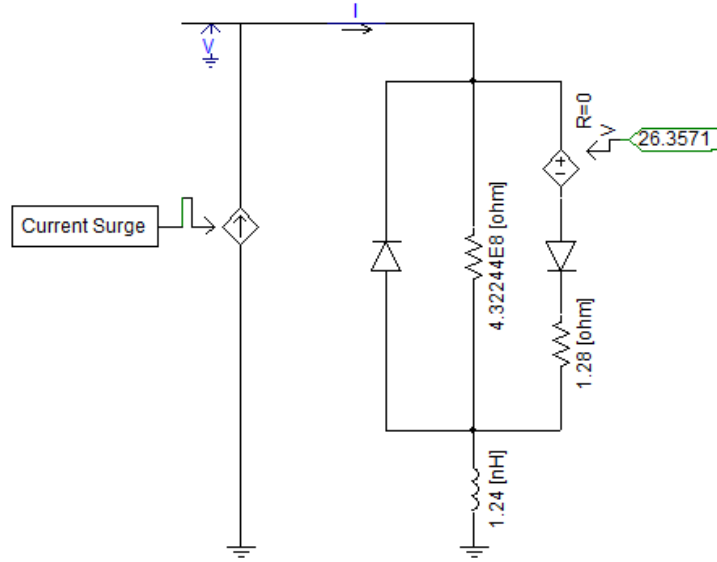 I
V
R=0
V
26.3571
+
-
Current Surge
4.32244E8 [ohm]
1.28 [ohm]
1.24 [nH]